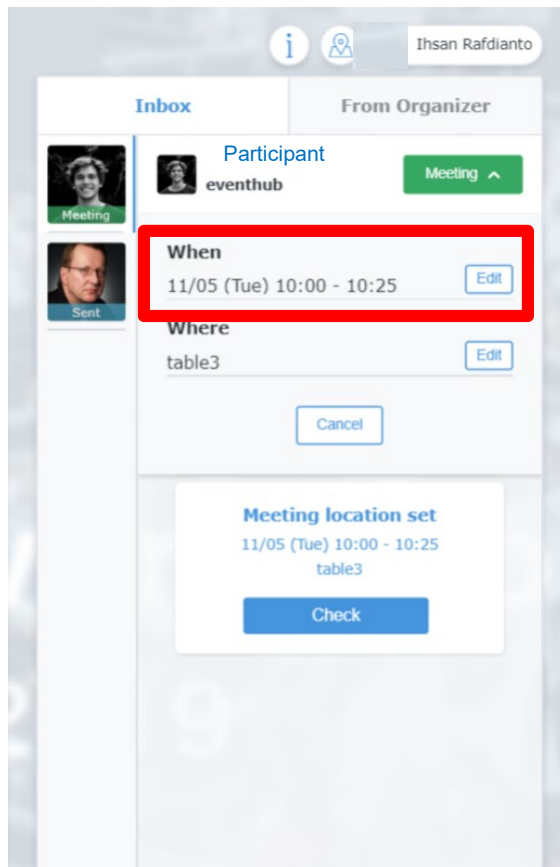 Ihsan Rafdianto
Inbox
From Organizer
Participant
eventhub
Meeting
Meeting
Sent
When
11/05 (Tue) 10:00 - 10:25
Edit
Where
table3
Edit
Cancel
Meeting location set
11/05 (Tue) 10:00 - 10:25
table3
Check